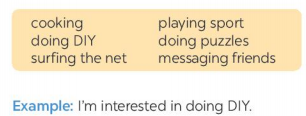 cooking playing sport
doing DIY doing puzzles
surfing the net messaging friends
Example: I'm interested in doing DIY.